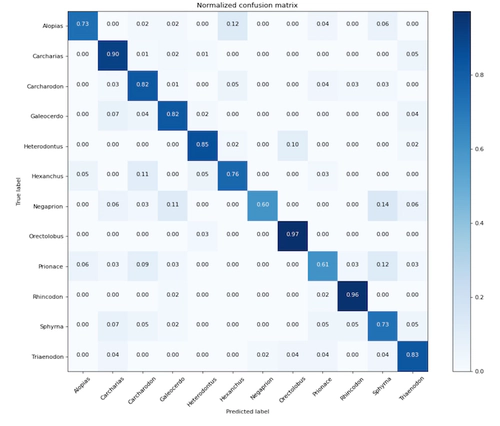 Normalized confusion matrix
Alopias 0.73 0.00 0.02 0.02 0.00 0.12 0.00 0.00 0.04 0.00 0.06 0.00
Carcharias 0.00 0.90 0.01 0.02 0.01 0.00 0.00 0.00 0.00 0.00 0.00 0.05
Carcharodon 0.00 0.03 0.82 0.01 0.00 0.05 0.00 0.00 0.04 0.03 0.03 0.00
Galeocerdo 0.00 0.07 0.04 0.82 0.02 0.00 0.00 0.00 0.00 0.00 0.00 0.04
Heterodontus 0.00 0.00 0.00 0.00 0.85 0.02 0.00 0.10 0.00 0.00 0.00 0.02
Hexanchus 0.05 0.00 0.11 0.00 0.05 0.76 0.00 0.00 0.03 0.00 0.00 0.00
Negaprion 0.00 0.06 0.03 0.11 0.00 0.00 0.60 0.00 0.00 0.00 0.14 0.06
Orectolobus 0.00 0.00 0.00 0.00 0.03 0.00 0.00 0.97 0.00 0.00 0.00 0.00
Prionace 0.06 0.03 0.09 0.03 0.00 0.00 0.00 0.00 0.61 0.03 0.12 0.03
Rhincodon 0.00 0.00 0.00 0.02 0.00 0.00 0.00 0.00 0.02 0.96 0.00 0.00
Sphyrna 0.00 0.07 0.05 0.02 0.00 0.00 0.00 0.00 0.05 0.05 0.73 0.05
Triaenodon 0.00 0.04 0.00 0.00 0.00 0.00 0.02 0.04 0.04 0.00 0.04 0.83
Alopias Carcharias Carcharodon Galeocerdo Heterodontus Hexanchus Negaprion Orectolobus Prionace Rhincodon Sphyrna Triaenodon
Predicted label
True label
0.8
0.6
0.4
0.2
0.0